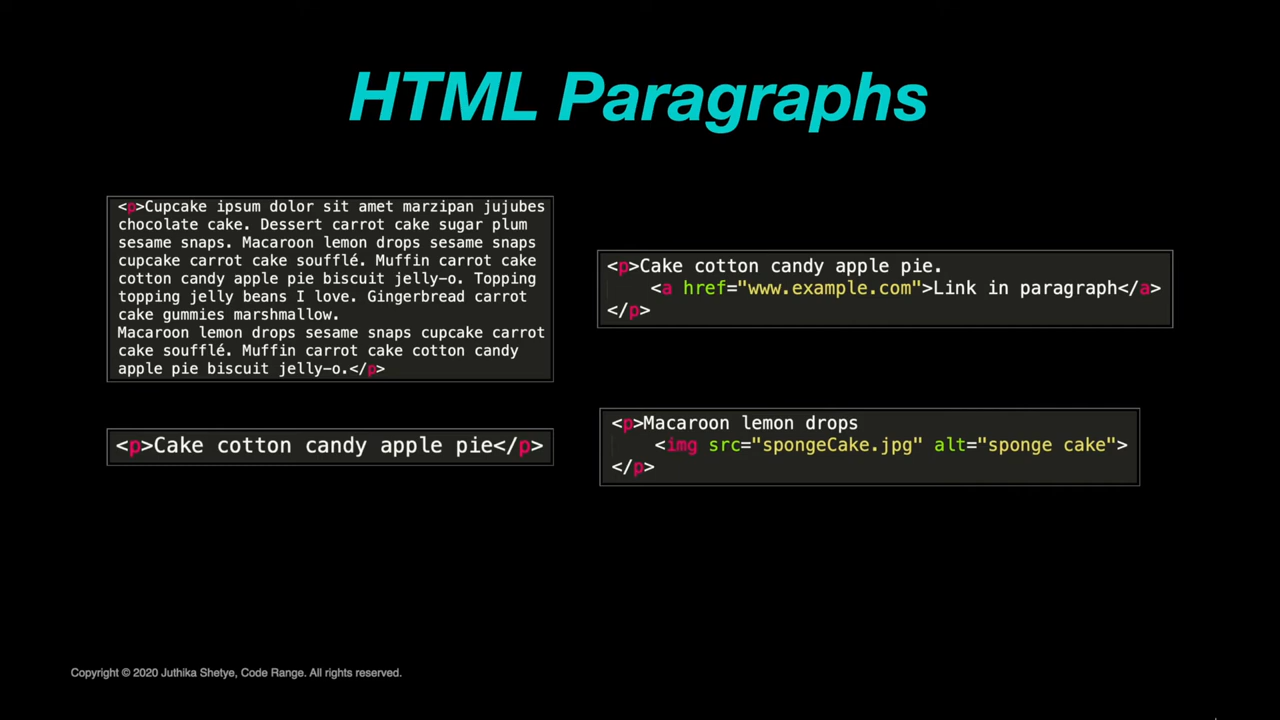 HTML Paragraphs
<p>Cupcake ipsum dolor sit amet marzipan jujubes
chocolate cake. Dessert carrot cake sugar plum
sesame snaps. Macaroon lemon drops sesame snaps
cupcake carrot cake soufflé. Muffin carrot cake
cotton candy apple pie biscuit jelly-o. Topping
topping jelly beans I love. Gingerbread carrot
cake gummies marshmallow.
Macaroon lemon drops sesame snaps cupcake carrot
cake soufflé. Muffin carrot cake cotton candy
apple pie biscuit jelly-o.</p>
<p>Cake cotton candy apple pie</p>
<p>Cake cotton candy apple pie.
<a href="www.example.com">Link in paragraph</a>
</p>
<p>Macaroon lemon drops
<img src="spongeCake.jpg" alt="sponge cake">
</p>
Copyright © 2020 Juthika Shetye, Code Range. All rights reserved.